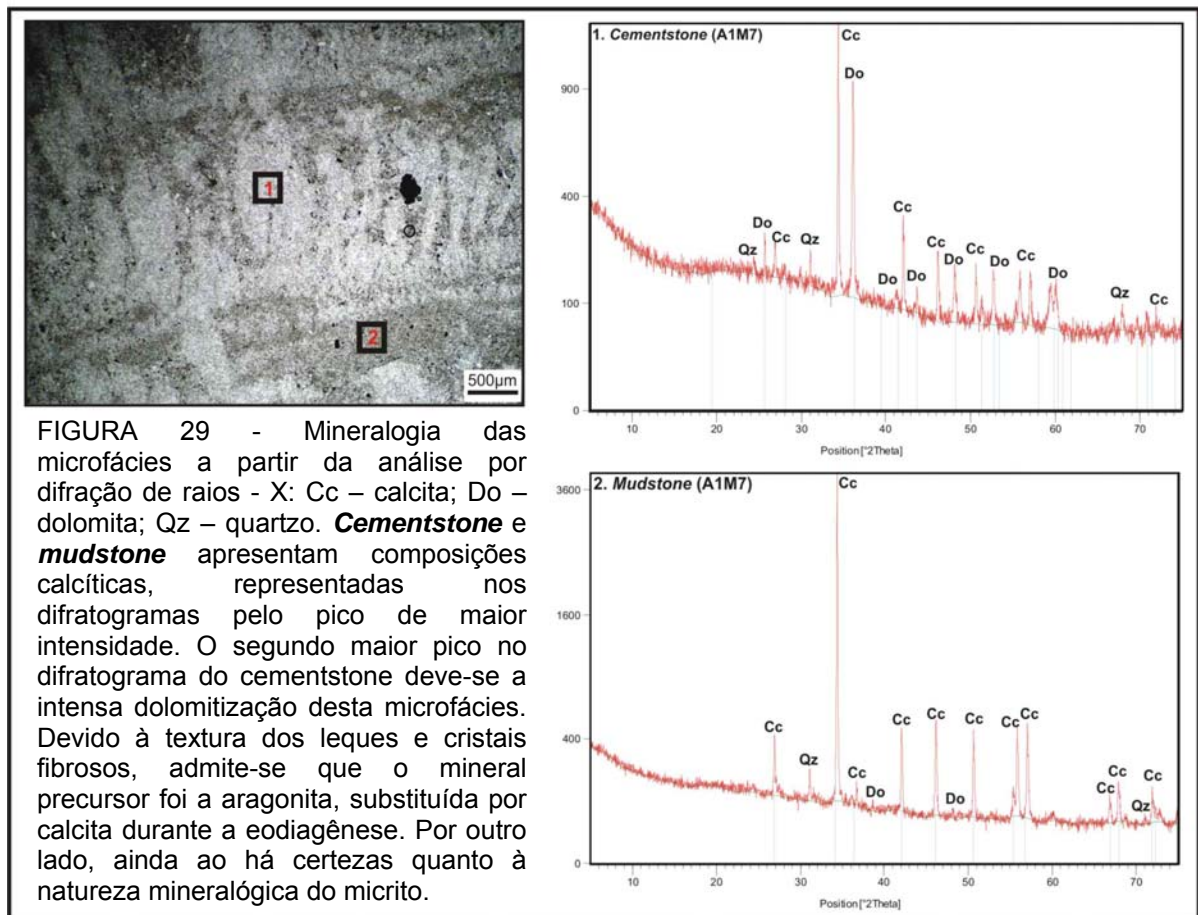 1
2
500µm
FIGURA 29 - Mineralogia das
microfácies a partir da análise por
difração de raios - X: Cc – calcita; Do –
dolomita; Qz – quartzo. Cementstone e
mudstone apresentam composições
calcíticas, representadas nos
difratogramas pelo pico de maior
intensidade. O segundo maior pico no
difratograma do cementstone deve-se a
intensa dolomitização desta microfácies.
Devido à textura dos leques e cristais
fibrosos, admite-se que o mineral
precursor foi a aragonita, substituída por
calcita durante a eodiagênese. Por outro
lado, ainda ao há certezas quanto à
natureza mineralógica do micrito.
1. Cementstone (A1M7)
900
400
100
0
Qz Do Cc Qz Cc Do Do Cc Do Cc Do Cc Do Cc Do Qz Cc
10 20 30 40 50 60 70
Position [°2Theta]
2. Mudstone (A1M7)
3600
1600
400
0
Cc Qz Cc Cc Do Cc Cc Do Cc Cc Cc Cc Cc Qz Cc
10 20 30 40 50 60 70
Position [°2Theta]